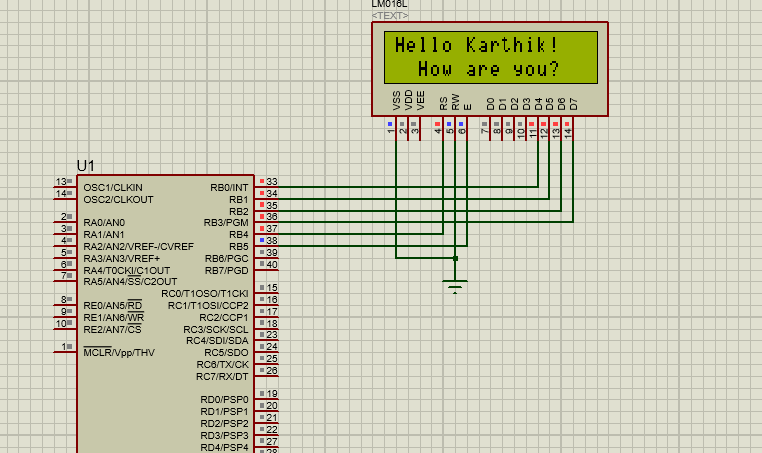 LM016L
<TEXT>
Hello Karthik!
How are you?
VSS VDD VEE RS RW E D0 D1 D2 D3 D4 D5 D6 D7
1 2 3 4 5 6 7 8 9 10 11 12 13 14
U1
13 OSC1/CLKIN RB0/INT 33
14 OSC2/CLKOUT RB1 34
RB2 35
2 RA0/AN0 RB3/PGM 36
3 RA1/AN1 RB4 37
4 RA2/AN2/VREF-/CVREF RB5 38
5 RA3/AN3/VREF+ RB6/PGC 39
6 RA4/T0CKI/C1OUT RB7/PGD 40
7 RA5/AN4/SS/C2OUT
RC0/T1OSO/T1CKI 15
8 RE0/AN5/RD RC1/T1OSI/CCP2 16
9 RE1/AN6/WR RC2/CCP1 17
10 RE2/AN7/CS RC3/SCK/SCL 18
RC4/SDI/SDA 23
1 MCLR/Vpp/THV RC5/SDO 24
RC6/TX/CK 25
RC7/RX/DT 26
RD0/PSP0 19
RD1/PSP1 20
RD2/PSP2 21
RD3/PSP3 22
RD4/PSP4 27
28